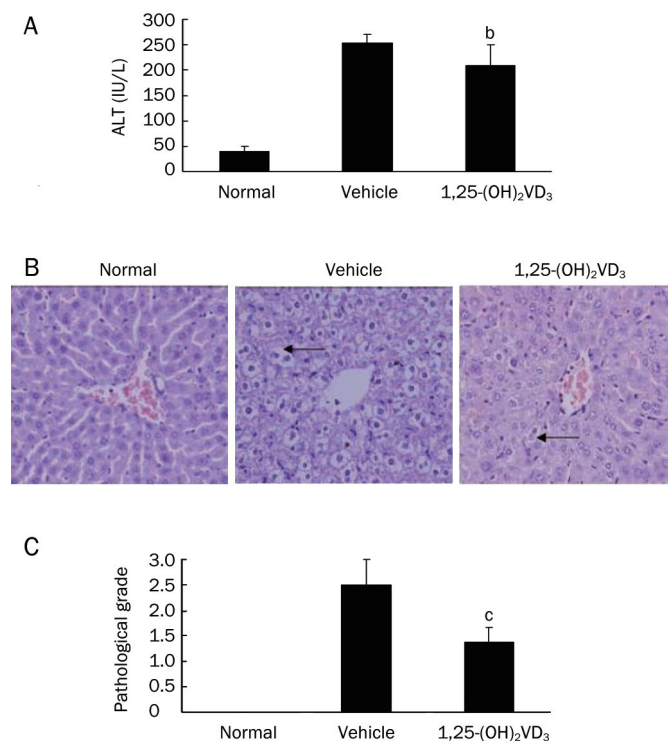 A
300
250
200
150
100
50
0
ALT (IU/L)
b
Normal Vehicle 1,25-(OH)₂VD₃
B
Normal Vehicle 1,25-(OH)₂VD₃
C
3.0
2.5
2.0
1.5
1.0
0.5
0
Pathological grade
c
Normal Vehicle 1,25-(OH)₂VD₃